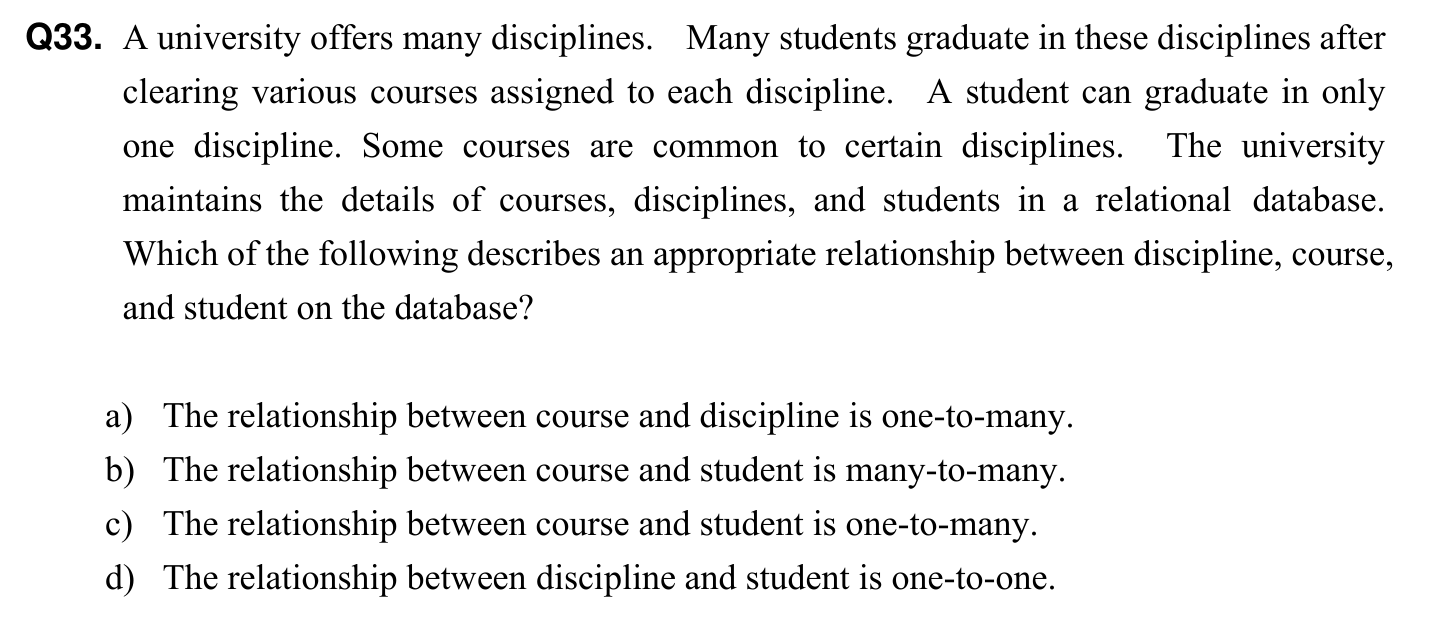 Q33. A university offers many disciplines. Many students graduate in these disciplines after
clearing various courses assigned to each discipline. A student can graduate in only
one discipline. Some courses are common to certain disciplines. The university
maintains the details of courses, disciplines, and students in a relational database.
Which of the following describes an appropriate relationship between discipline, course,
and student on the database?
a) The relationship between course and discipline is one-to-many.
b) The relationship between course and student is many-to-many.
c) The relationship between course and student is one-to-many.
d) The relationship between discipline and student is one-to-one.